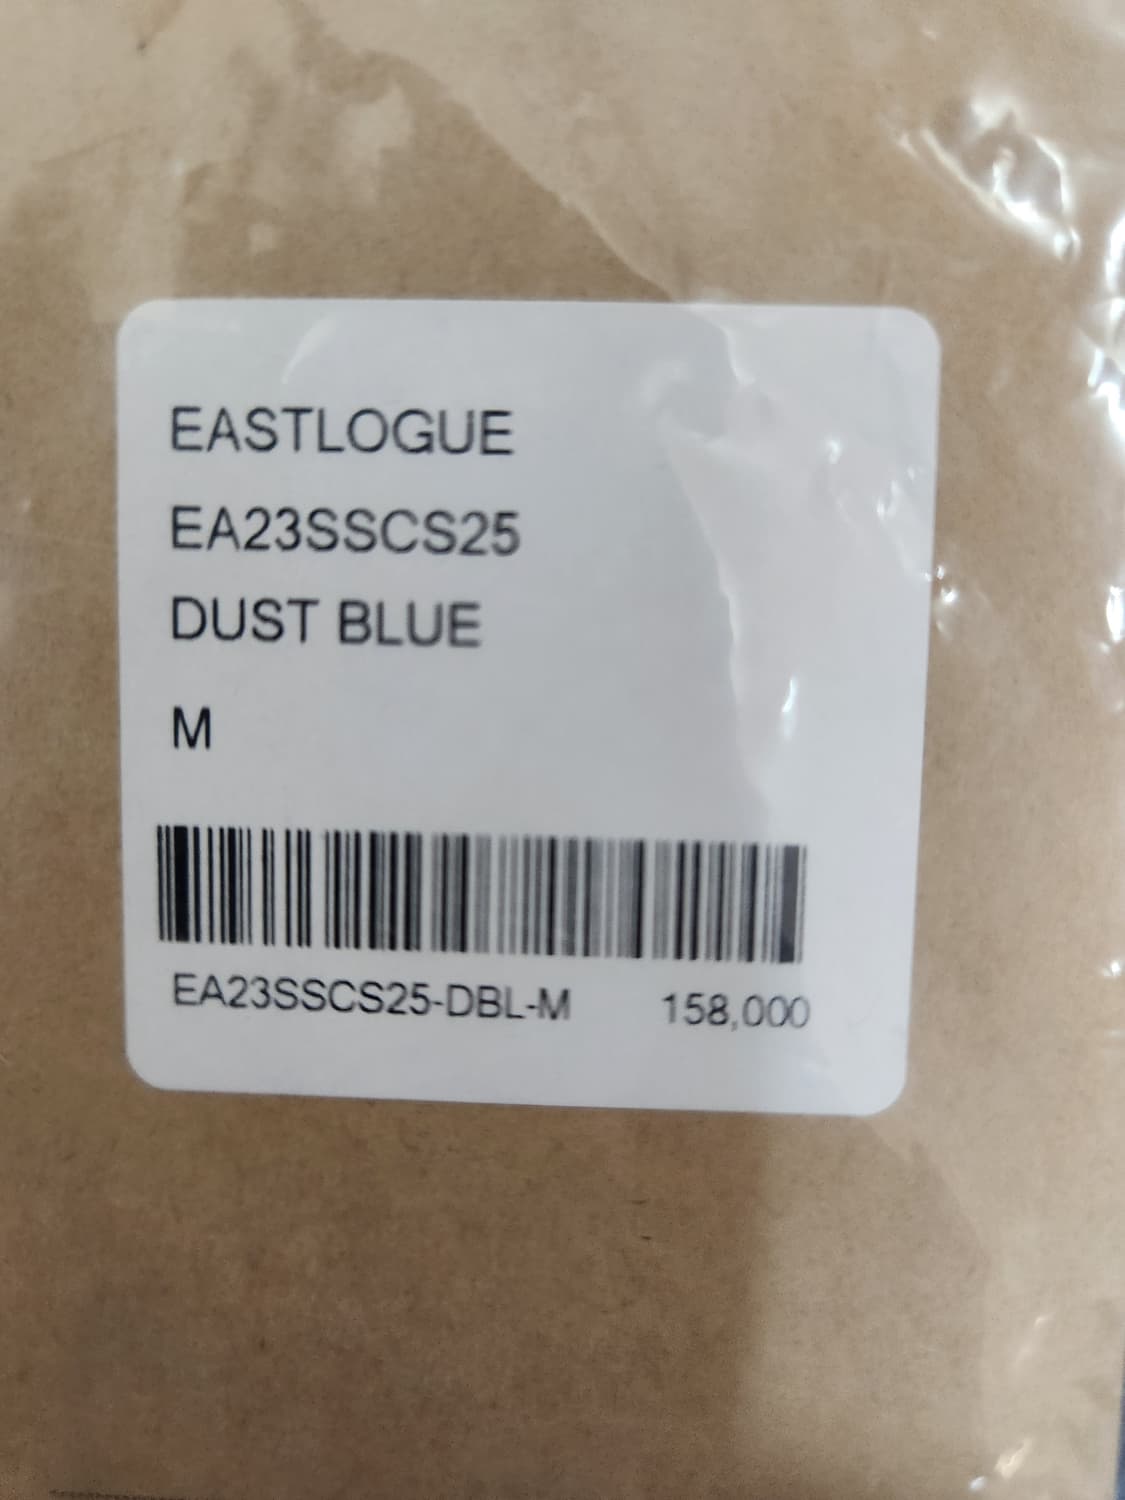 EASTLOGUE
EA23SSCS25
DUST BLUE
M
EA23SSCS25-DBL-M 158,000